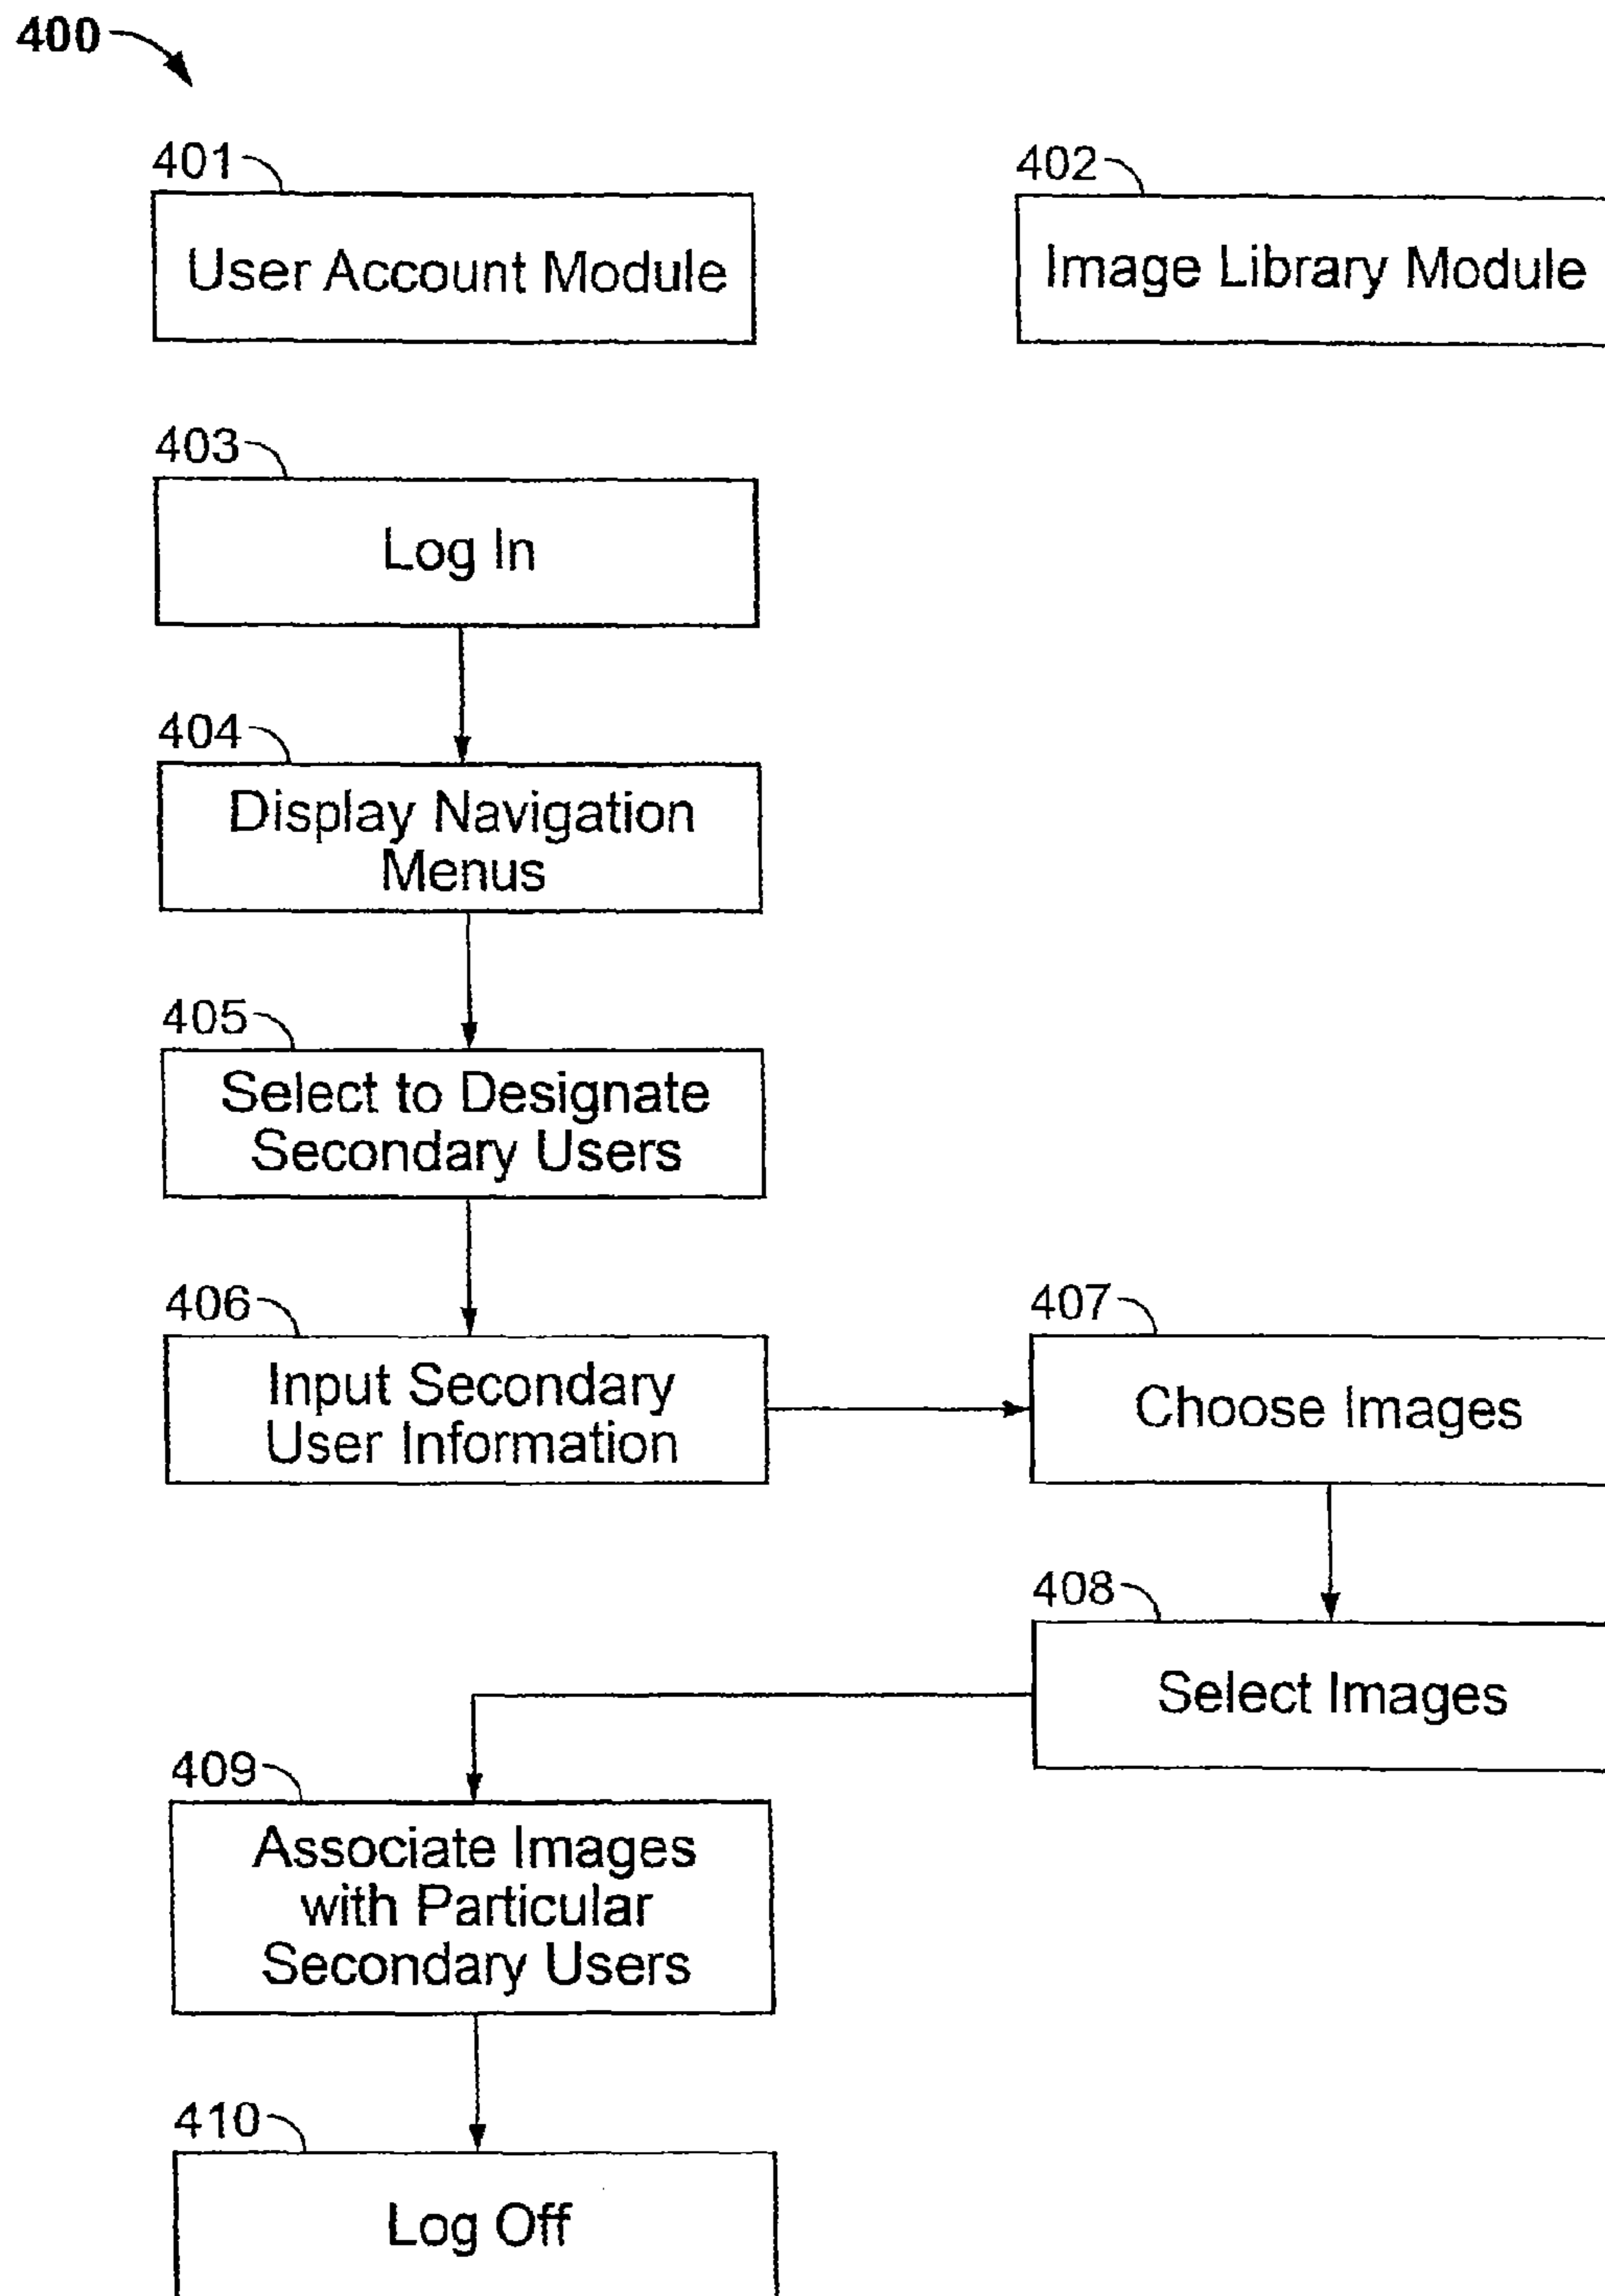 400
401
User Account Module
402
Image Library Module
403
Log In
404
Display Navigation
Menus
405
Select to Designate
Secondary Users
406
Input Secondary
User Information
407
Choose Images
408
Select Images
409
Associate Images
with Particular
Secondary Users
410
Log Off